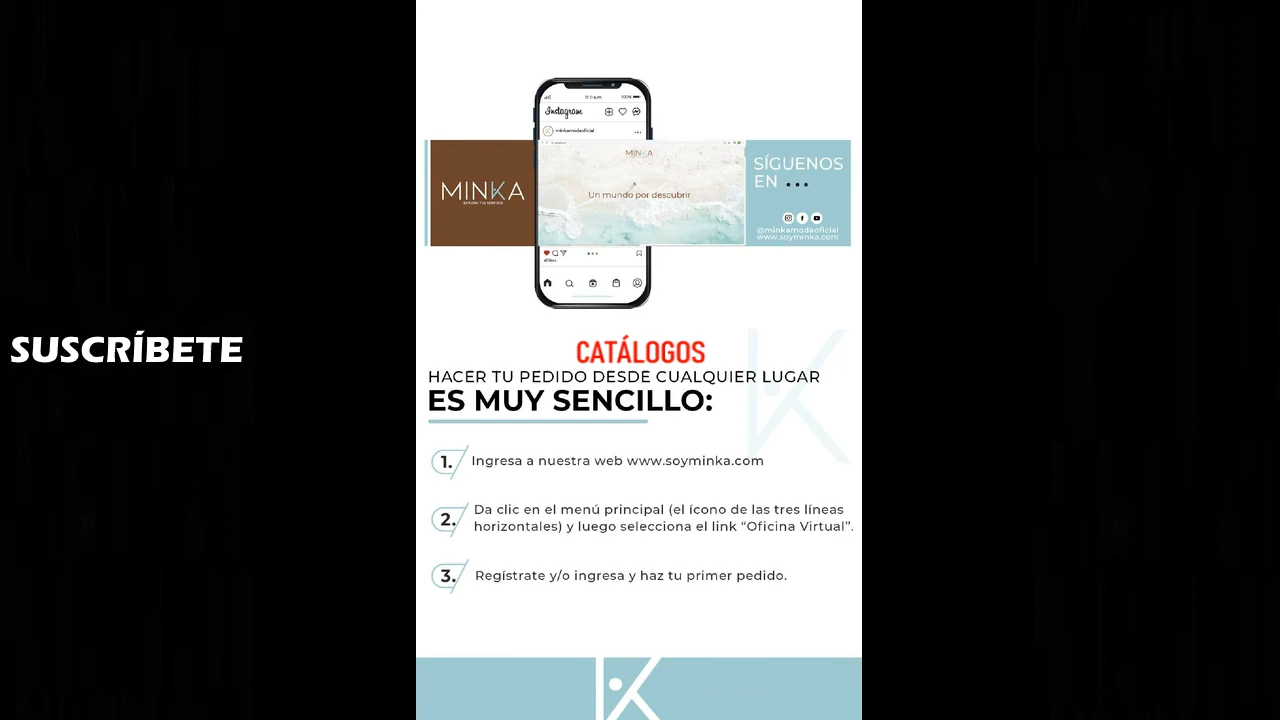 Instagram
minkamodaoficial
MINKA
MINKA
Un mundo por descubrir
SÍGUENOS
EN ...
@minkamodaoficial
www.soyminka.com
SUSCRÍBETE
CATÁLOGOS
HACER TU PEDIDO DESDE CUALQUIER LUGAR
ES MUY SENCILLO:
1. Ingresa a nuestra web www.soyminka.com
2. Da clic en el menú principal (el ícono de las tres líneas
horizontales) y luego selecciona el link “Oficina Virtual”.
3. Regístrate y/o ingresa y haz tu primer pedido.